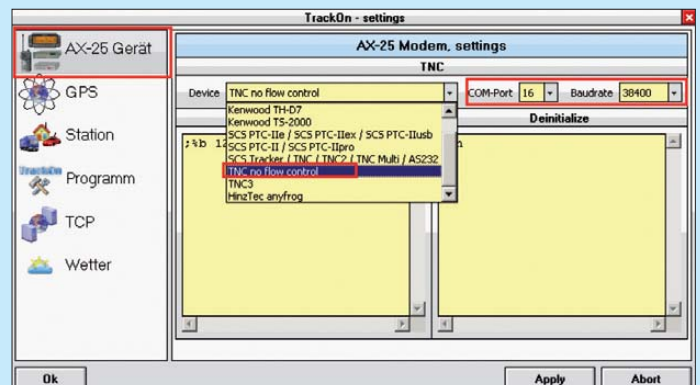 TrackOn - settings
AX-25 Gerät
GPS
Station
TrackOn
Programm
TCP
Wetter
AX-25 Modem, settings
TNC
Device TNC no flow control COM-Port 16 Baudrate 38400
Kenwood TH-D7
Kenwood TS-2000
SCS PTC-IIe / SCS PTC-IIex / SCS PTC-IIusb
SCS PTC-II / SCS PTC-IIpro
SCS Tracker / TNC / TNC2 / TNC Multi / AS232
TNC no flow control
TNC3
HinzTec anyfrog
Deinitialize
;%b 12
Ok Apply Abort